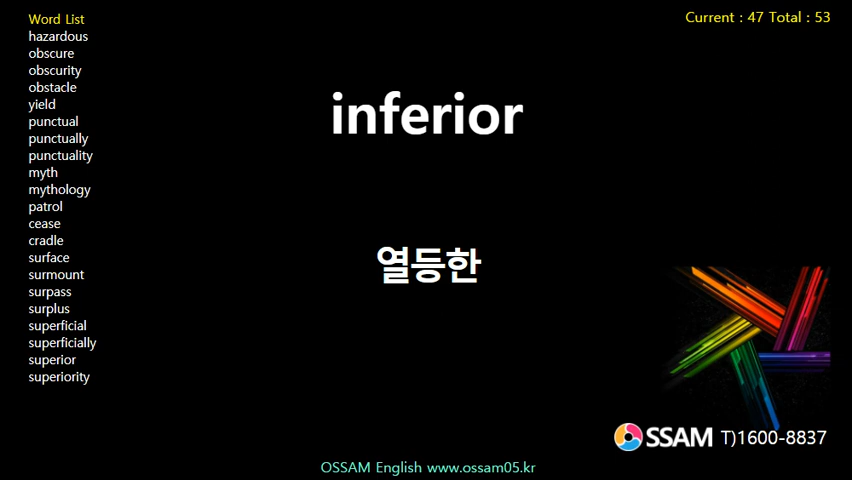 Word List
hazardous
obscure
obscurity
obstacle
yield
punctual
punctually
punctuality
myth
mythology
patrol
cease
cradle
surface
surmount
surpass
surplus
superficial
superficially
superior
superiority
Current : 47 Total : 53
inferior
열등한
OSSAM T)1600-8837
OSSAM English www.ossam05.kr